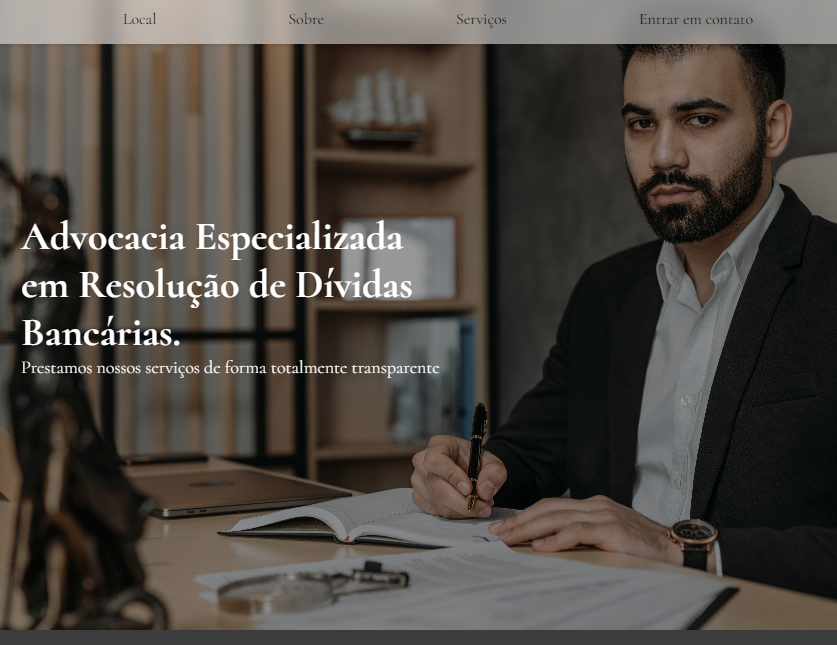 Local
Sobre
Serviços
Entrar em contato
Advocacia Especializada
em Resolução de Dívidas
Bancárias.
Prestamos nossos serviços de forma totalmente transparente